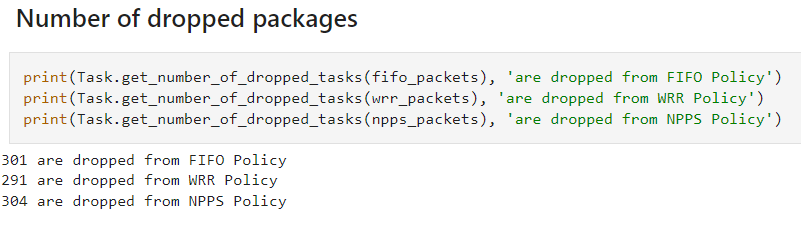 Number of dropped packages
print(Task.get_number_of_dropped_tasks(fifo_packets), 'are dropped from FIFO Policy')
print(Task.get_number_of_dropped_tasks(wrr_packets), 'are dropped from WRR Policy')
print(Task.get_number_of_dropped_tasks(npps_packets), 'are dropped from NPPS Policy')
301 are dropped from FIFO Policy
291 are dropped from WRR Policy
304 are dropped from NPPS Policy